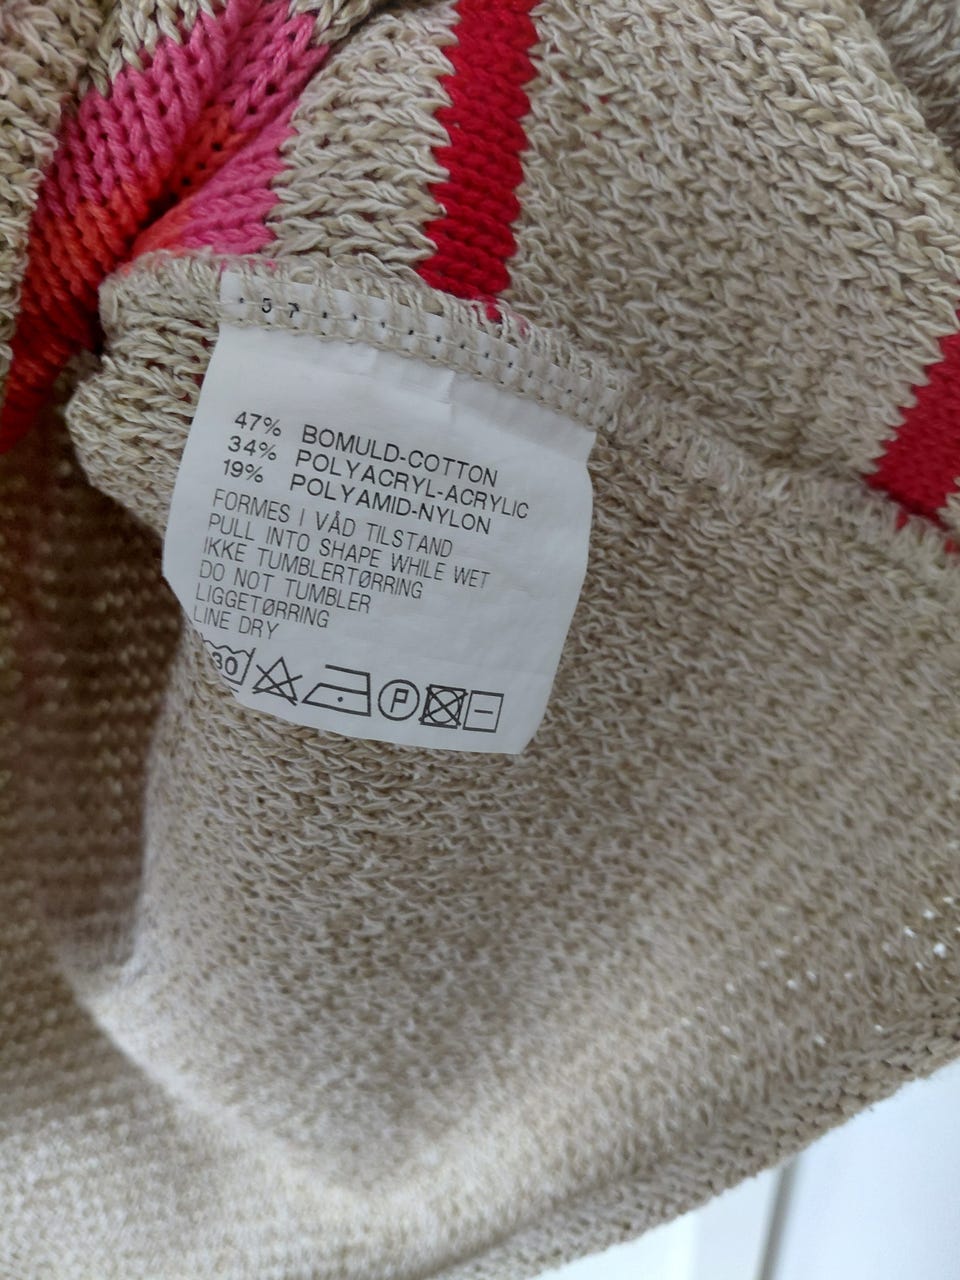 47% BOMULD-COTTON
34% POLYACRYL-ACRYLIC
19% POLYAMID-NYLON
FORMES I VÅD TILSTAND
PULL INTO SHAPE WHILE WET
IKKE TUMBLERTØRRING
DO NOT TUMBLER
LIGGETØRRING
LINE DRY
30 P